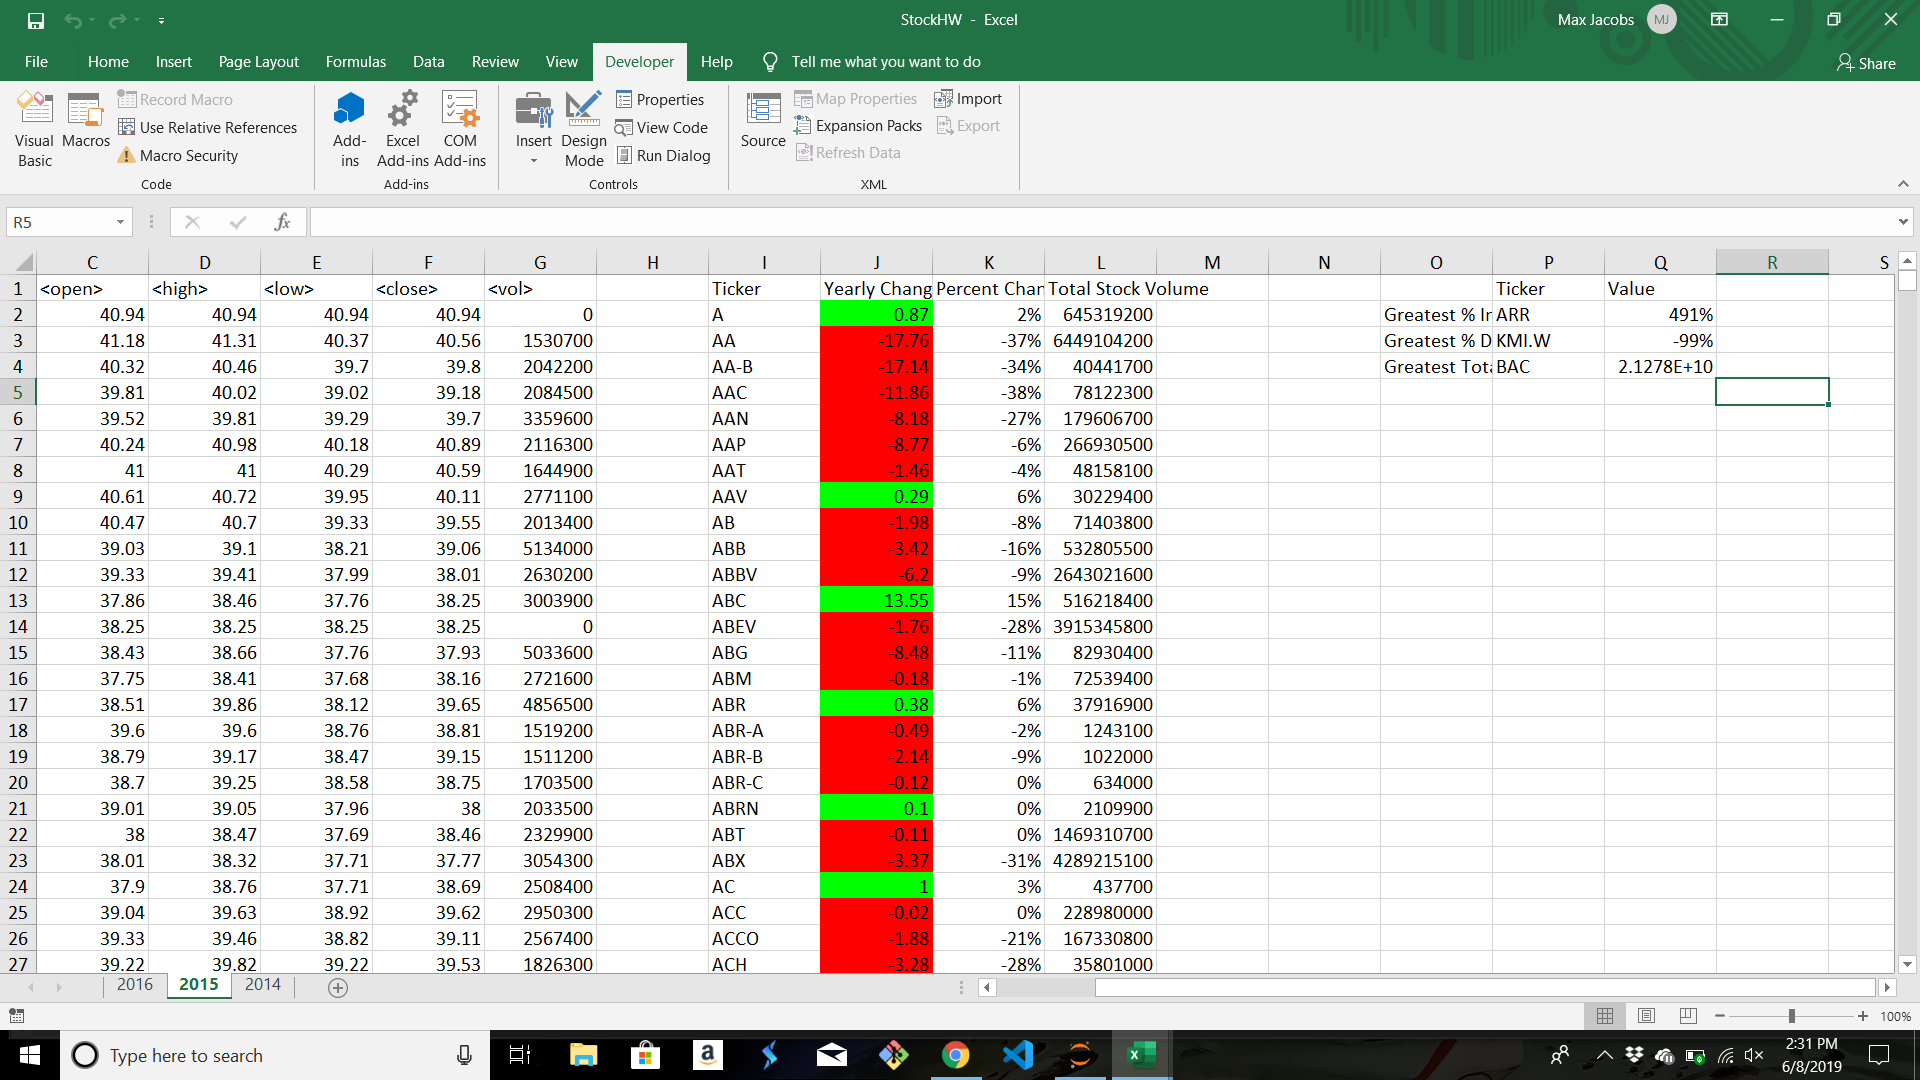 StockHW - Excel
Max Jacobs MJ
File Home Insert Page Layout Formulas Data Review View Developer Help Tell me what you want to do Share
Visual Basic
Macros
Record Macro
Use Relative References
Macro Security
Code
Add-ins
Excel Add-ins
COM Add-ins
Add-ins
Insert
Design Mode
Properties
View Code
Run Dialog
Controls
Source
Map Properties
Expansion Packs
Refresh Data
Import
Export
XML
R5 fx
C D E F G H I J K L M N O P Q R S
1 <open> <high> <low> <close> <vol> Ticker Yearly Chang Percent Chan Total Stock Volume Ticker Value
2 40.94 40.94 40.94 40.94 0 A 0.87 2% 645319200 Greatest % In ARR 491%
3 41.18 41.31 40.37 40.56 1530700 AA -17.76 -37% 6449104200 Greatest % D KMI.W -99%
4 40.32 40.46 39.7 39.8 2042200 AA-B -17.14 -34% 40441700 Greatest Tota BAC 2.1278E+10
5 39.81 40.02 39.02 39.18 2084500 AAC -11.86 -38% 78122300
6 39.52 39.81 39.29 39.7 3359600 AAN -8.18 -27% 179606700
7 40.24 40.98 40.18 40.89 2116300 AAP -8.77 -6% 266930500
8 41 41 40.29 40.59 1644900 AAT -1.46 -4% 48158100
9 40.61 40.72 39.95 40.11 2771100 AAV 0.29 6% 30229400
10 40.47 40.7 39.33 39.55 2013400 AB -1.98 -8% 71403800
11 39.03 39.1 38.21 39.06 5134000 ABB -3.42 -16% 532805500
12 39.33 39.41 37.99 38.01 2630200 ABBV -6.2 -9% 2643021600
13 37.86 38.46 37.76 38.25 3003900 ABC 13.55 15% 516218400
14 38.25 38.25 38.25 38.25 0 ABEV -1.76 -28% 3915345800
15 38.43 38.66 37.76 37.93 5033600 ABG -8.48 -11% 82930400
16 37.75 38.41 37.68 38.16 2721600 ABM -0.18 -1% 72539400
17 38.51 39.86 38.12 39.65 4856500 ABR 0.38 6% 37916900
18 39.6 39.6 38.76 38.81 1519200 ABR-A -0.49 -2% 1243100
19 38.79 39.17 38.47 39.15 1511200 ABR-B -2.14 -9% 1022000
20 38.7 39.25 38.58 38.75 1703500 ABR-C -0.12 0% 634000
21 39.01 39.05 37.96 38 2033500 ABRN 0.1 0% 2109900
22 38 38.47 37.69 38.46 2329900 ABT -0.11 0% 1469310700
23 38.01 38.32 37.71 37.77 3054300 ABX -3.37 -31% 4289215100
24 37.9 38.76 37.71 38.69 2508400 AC 1 3% 437700
25 39.04 39.63 38.92 39.62 2950300 ACC -0.02 0% 228980000
26 39.33 39.46 38.82 39.11 2567400 ACCO -1.88 -21% 167330800
27 39.22 39.82 39.22 39.53 1826300 ACH -3.28 -28% 35801000
2016 2015 2014
100%
Type here to search
2:31 PM
6/8/2019